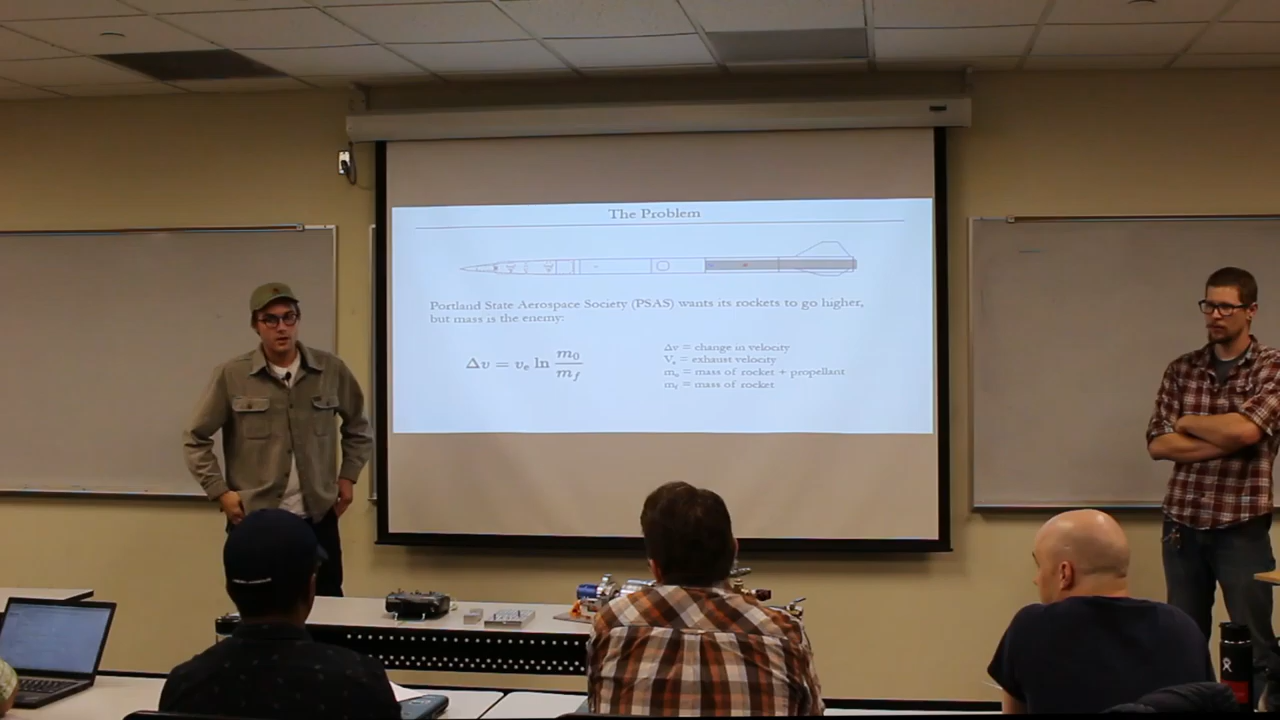 The Problem
Portland State Aerospace Society (PSAS) wants its rockets to go higher,
but mass is the enemy:
Δv = vₑ ln m₀/m_f
Δv = change in velocity
Vₑ = exhaust velocity
mₒ = mass of rocket + propellant
m_f = mass of rocket